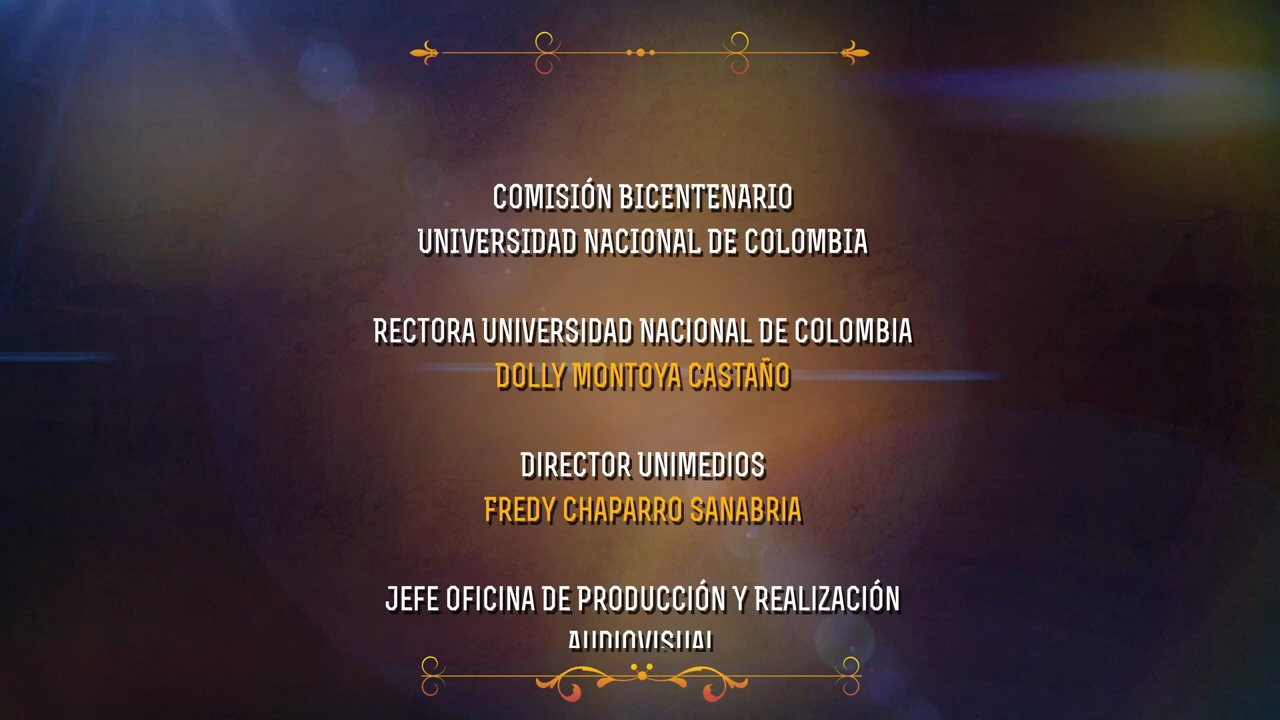 COMISIÓN BICENTENARIO
UNIVERSIDAD NACIONAL DE COLOMBIA
RECTORA UNIVERSIDAD NACIONAL DE COLOMBIA
DOLLY MONTOYA CASTAÑO
DIRECTOR UNIMEDIOS
FREDY CHAPARRO SANABRIA
JEFE OFICINA DE PRODUCCIÓN Y REALIZACIÓN
AUDIOVISUAL